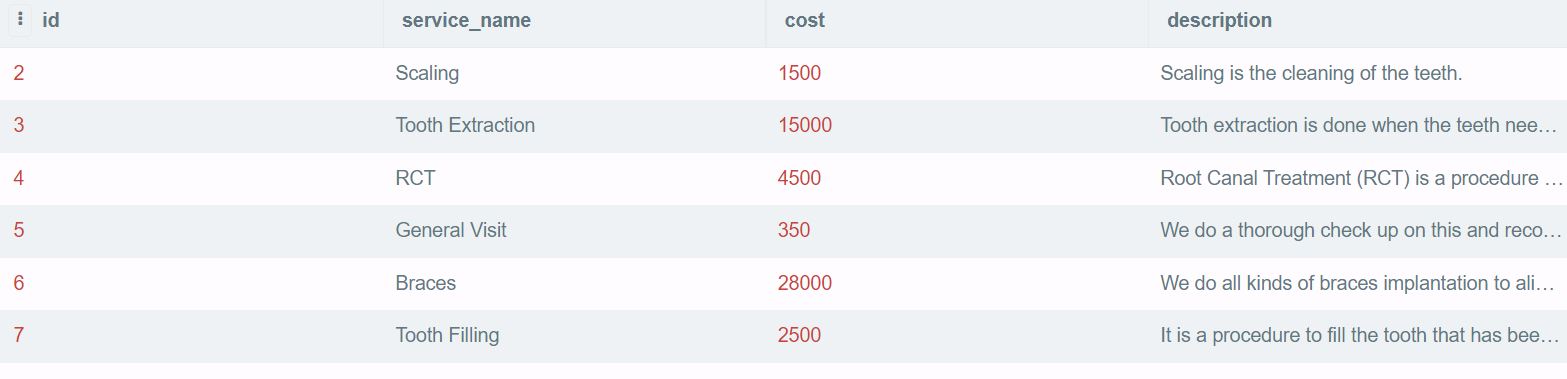 id service_name cost description
2 Scaling 1500 Scaling is the cleaning of the teeth.
3 Tooth Extraction 15000 Tooth extraction is done when the teeth nee…
4 RCT 4500 Root Canal Treatment (RCT) is a procedure …
5 General Visit 350 We do a thorough check up on this and reco…
6 Braces 28000 We do all kinds of braces implantation to ali…
7 Tooth Filling 2500 It is a procedure to fill the tooth that has bee…